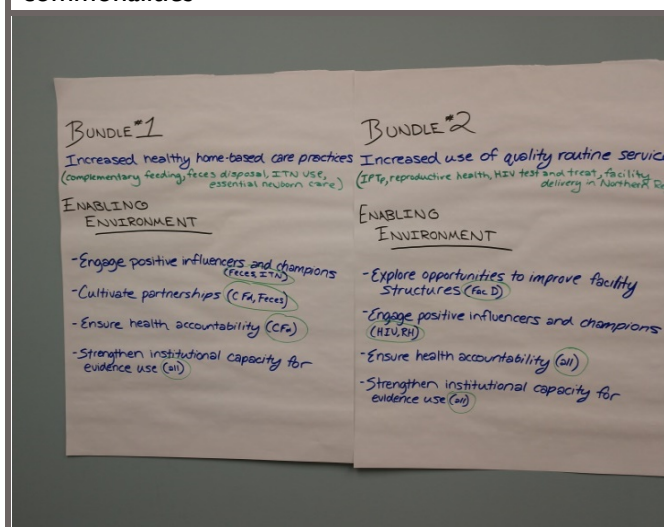 BUNDLE #1
Increased healthy home-based care practices
(complementary feeding, feces disposal, ITN use,
essential newborn care)
ENABLING
ENVIRONMENT
-Engage positive influencers and champions
(Feces, ITN)
-Cultivate partnerships (CFe, Feces)
-Ensure health accountability (CFe)
-Strengthen institutional capacity for
evidence use (all)
BUNDLE #2
Increased use of quality routine servic
(IPTp, reproductive health, HIV test and treat, facility
delivery in Northern
ENABLING
ENVIRONMENT
-Explore opportunities to improve facility
structures (Fac D)
-Engage positive influencers and champions
(HIV, RH)
-Ensure health accountability (all)
-Strengthen institutional capacity for
evidence use (all)